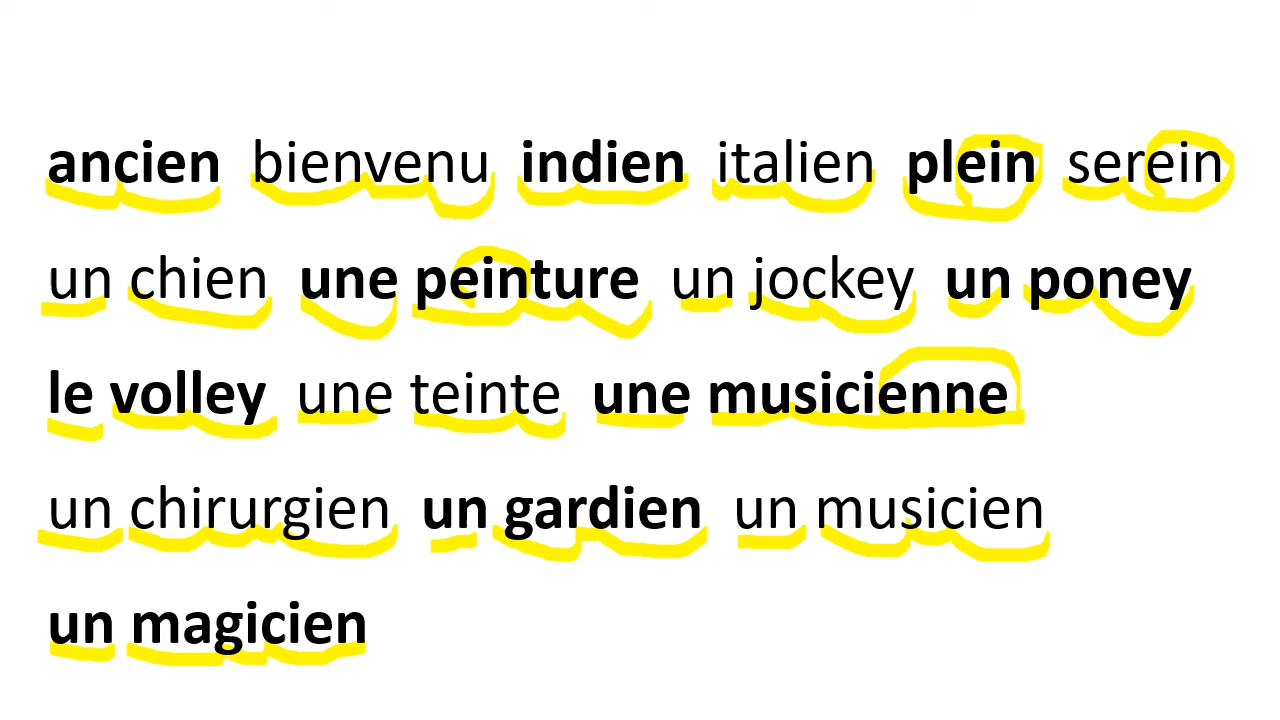 ancien bienvenu indien italien plein serein
un chien une peinture un jockey un poney
le volley une teinte une musicienne
un chirurgien un gardien un musicien
un magicien